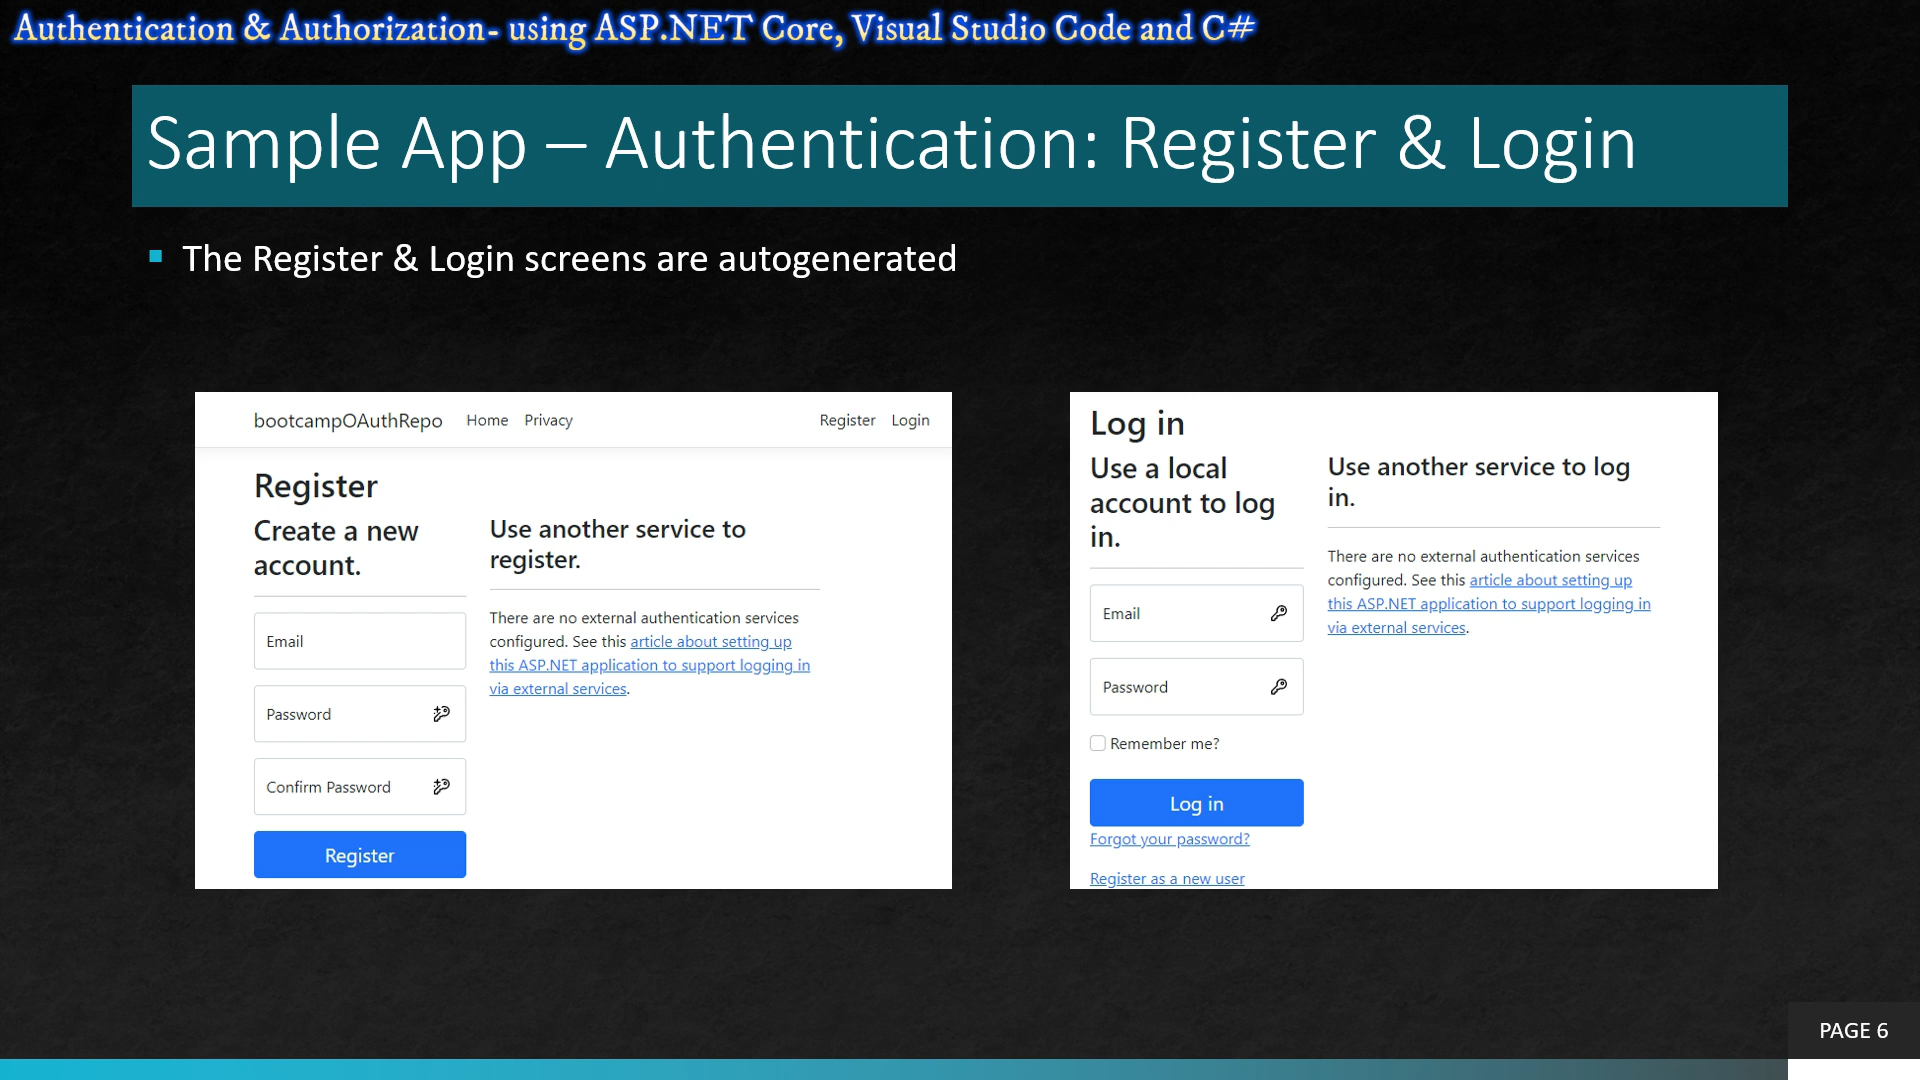 Authentication & Authorization- using ASP.NET Core, Visual Studio Code and C#
Sample App – Authentication: Register & Login
The Register & Login screens are autogenerated
bootcampOAuthRepo Home Privacy Register Login
Register
Create a new
account.
Email
Password
Confirm Password
Register
Use another service to
register.
There are no external authentication services
configured. See this article about setting up
this ASP.NET application to support logging in
via external services.
Log in
Use a local
account to log
in.
Email
Password
Remember me?
Log in
Forgot your password?
Register as a new user
Use another service to log
in.
There are no external authentication services
configured. See this article about setting up
this ASP.NET application to support logging in
via external services.
PAGE 6